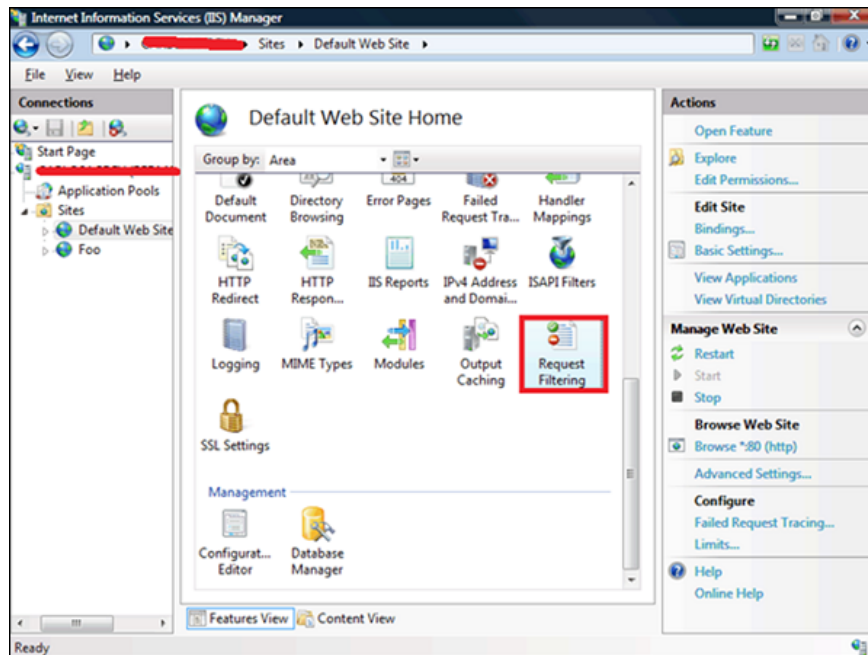 Internet Information Services (IIS) Manager
Sites Default Web Site
File View Help
Connections
Start Page
Application Pools
Sites
Default Web Site
Foo
Default Web Site Home
Group by: Area
Default Document
Directory Browsing
404
Error Pages
Failed Request Tra...
Handler Mappings
HTTP Redirect
HTTP Respon...
IIS Reports
IPv4 Address and Domai...
ISAPI Filters
Logging
MIME Types
Modules
Output Caching
Request Filtering
SSL Settings
Management
Configurat... Editor
Database Manager
Features View
Content View
Actions
Open Feature
Explore
Edit Permissions...
Edit Site
Bindings...
Basic Settings...
View Applications
View Virtual Directories
Manage Web Site
Restart
Start
Stop
Browse Web Site
Browse *:80 (http)
Advanced Settings...
Configure
Failed Request Tracing...
Limits...
Help
Online Help
Ready